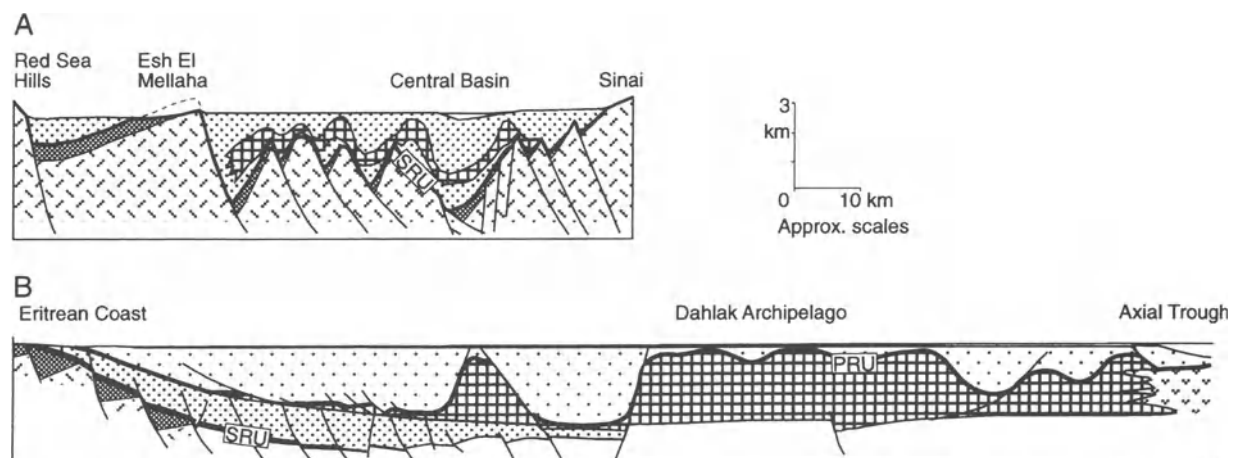 A
Red Sea
Hills
Esh El
Mellaha
Central Basin
Sinai
SRU
3
km
0
10 km
Approx. scales
B
Eritrean Coast
Dahlak Archipelago
Axial Trough
PRU
SRU